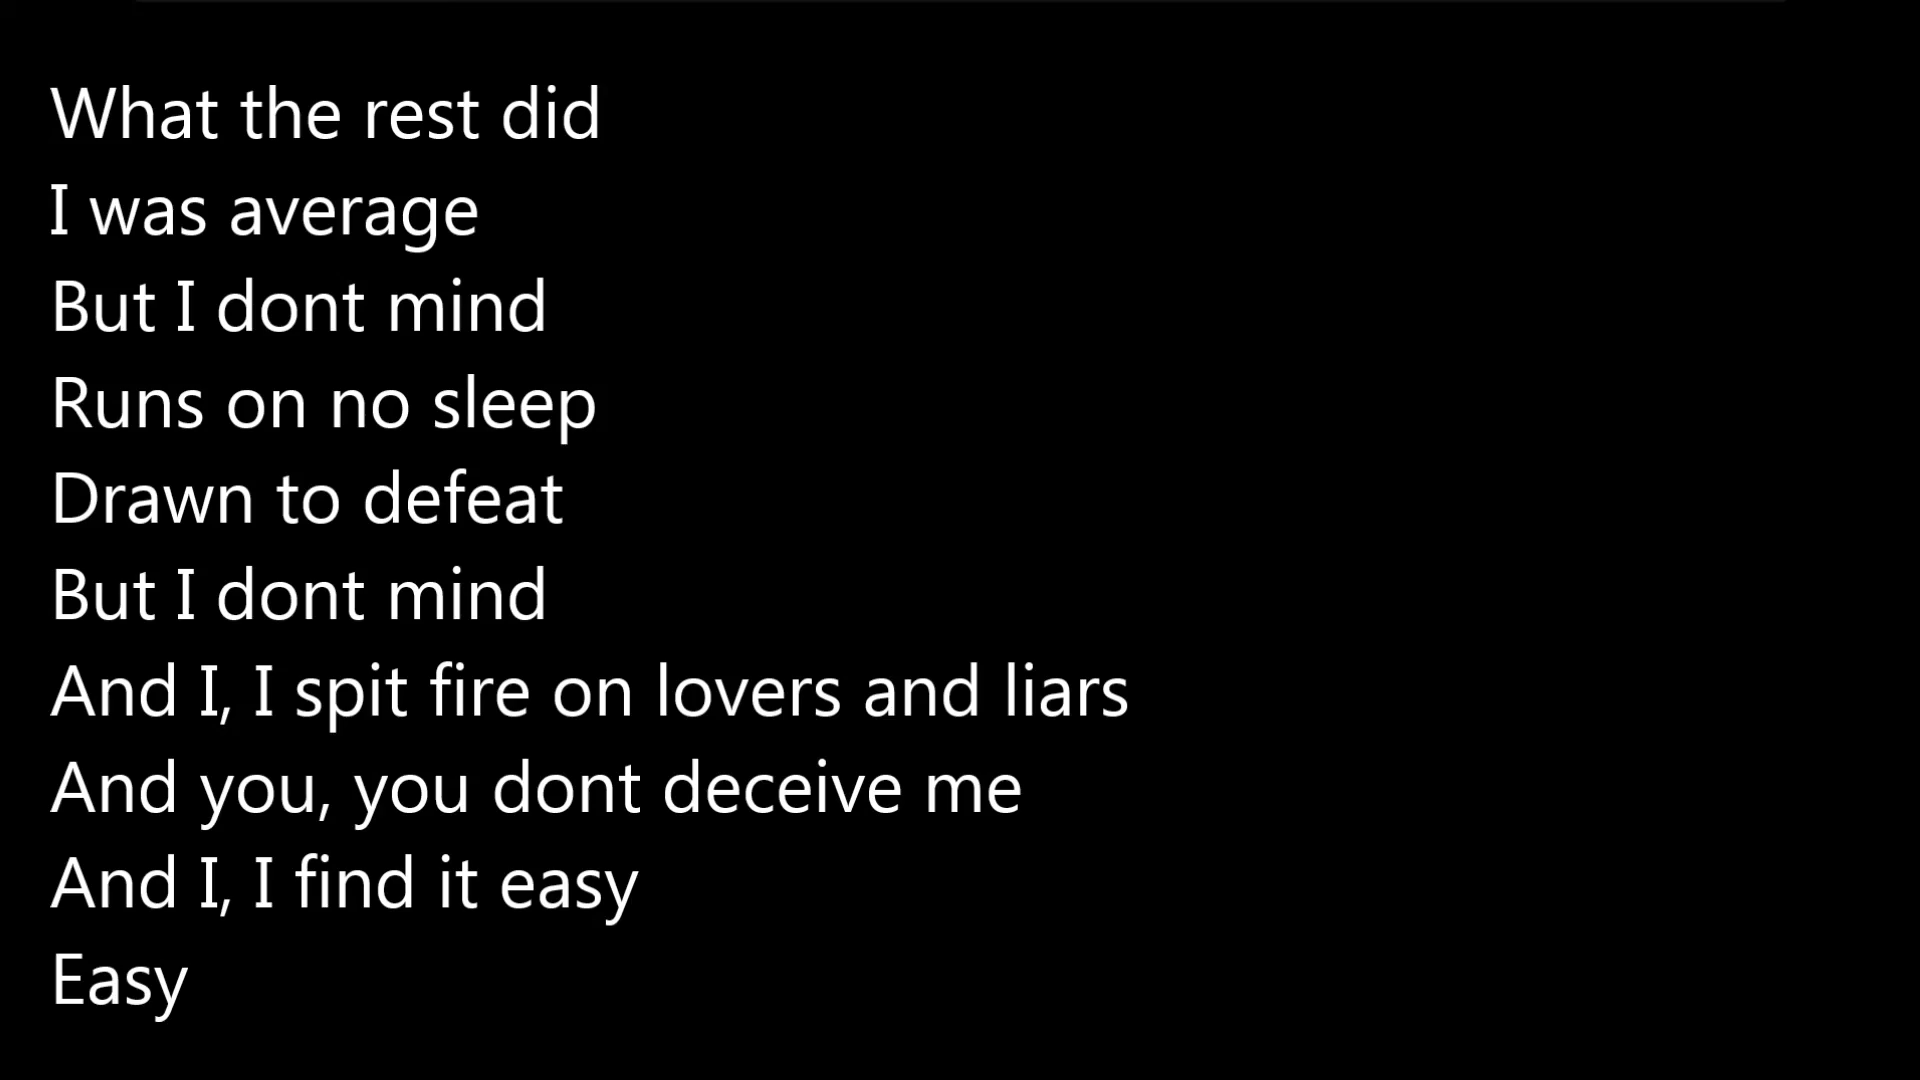 What the rest did
I was average
But I dont mind
Runs on no sleep
Drawn to defeat
But I dont mind
And I, I spit fire on lovers and liars
And you, you dont deceive me
And I, I find it easy
Easy